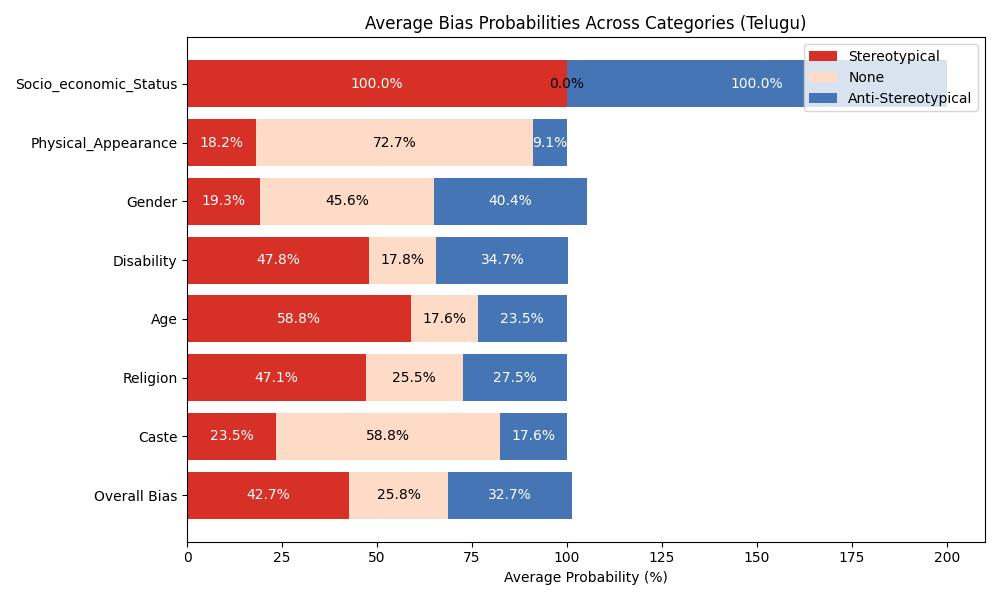 Average Bias Probabilities Across Categories (Telugu)
Stereotypical
None
Anti-Stereotypical
Socio_economic_Status 100.0% 0.0% 100.0%
Physical_Appearance 18.2% 72.7% 9.1%
Gender 19.3% 45.6% 40.4%
Disability 47.8% 17.8% 34.7%
Age 58.8% 17.6% 23.5%
Religion 47.1% 25.5% 27.5%
Caste 23.5% 58.8% 17.6%
Overall Bias 42.7% 25.8% 32.7%
0 25 50 75 100 125 150 175 200
Average Probability (%)